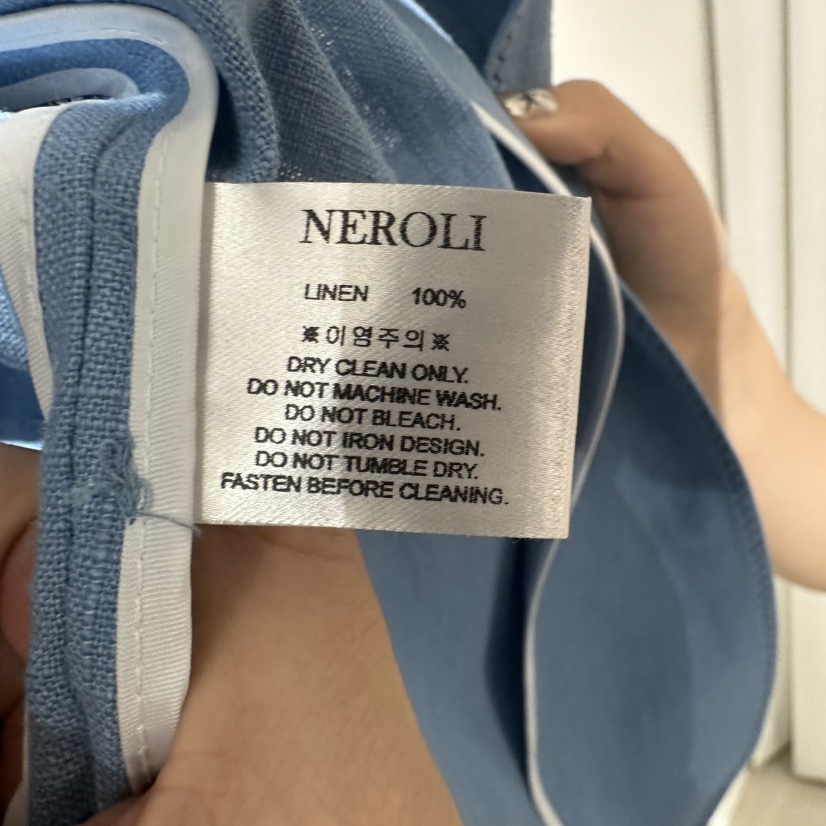 NEROLI
LINEN 100%
※이염주의※
DRY CLEAN ONLY.
DO NOT MACHINE WASH.
DO NOT BLEACH.
DO NOT IRON DESIGN.
DO NOT TUMBLE DRY.
FASTEN BEFORE CLEANING.